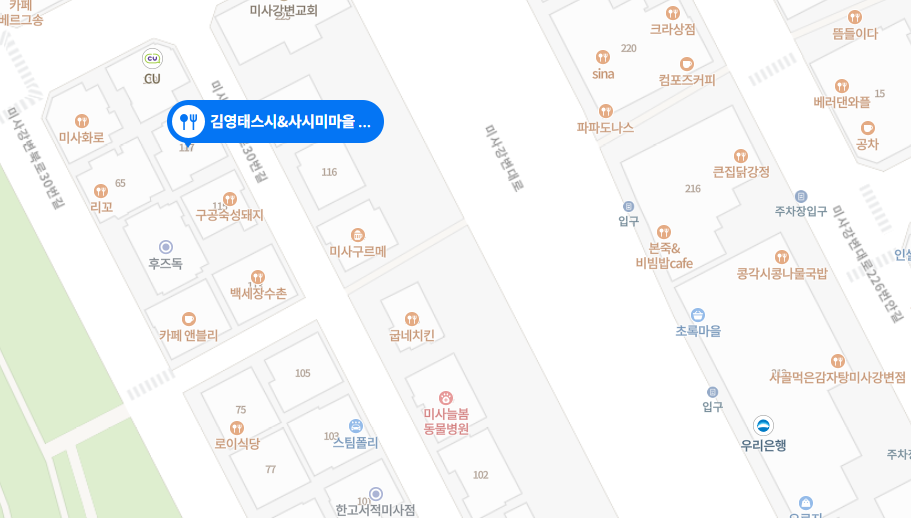 카페
베르그송
미사강변교회
CU
크라상점
220
sina
컴포즈커피
파파도나스
뜸들이다
15
베러댄와플
공차
미사강변북로30번길
미사화로
김영태스시&사시미마을 ...
117
미사강변대로
116
65
리꼬
구공숙성돼지
후즈독
미사구르메
백세장수촌
카페 앤블리
216
큰집닭강정
주차장입구
입구
본죽&
비빔밥cafe
콩각시콩나물국밥
미사강변대로226번안길
굽네치킨
초록마을
사골먹은감자탕미사강변점
105
75
로이식당
103
스팀폴리
77
미사늘봄
동물병원
102
입구
우리은행
한고서적미사점